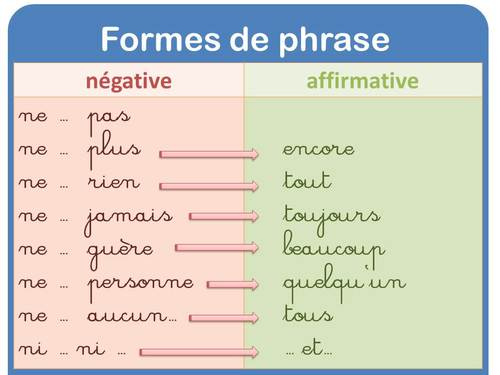 Formes de phrase
négative affirmative
ne ... pas
ne ... plus encore
ne ... rien tout
ne ... jamais toujours
ne ... guère beaucoup
ne ... personne quelqu'un
ne ... aucun... tous
ni ... ni ... ... et...